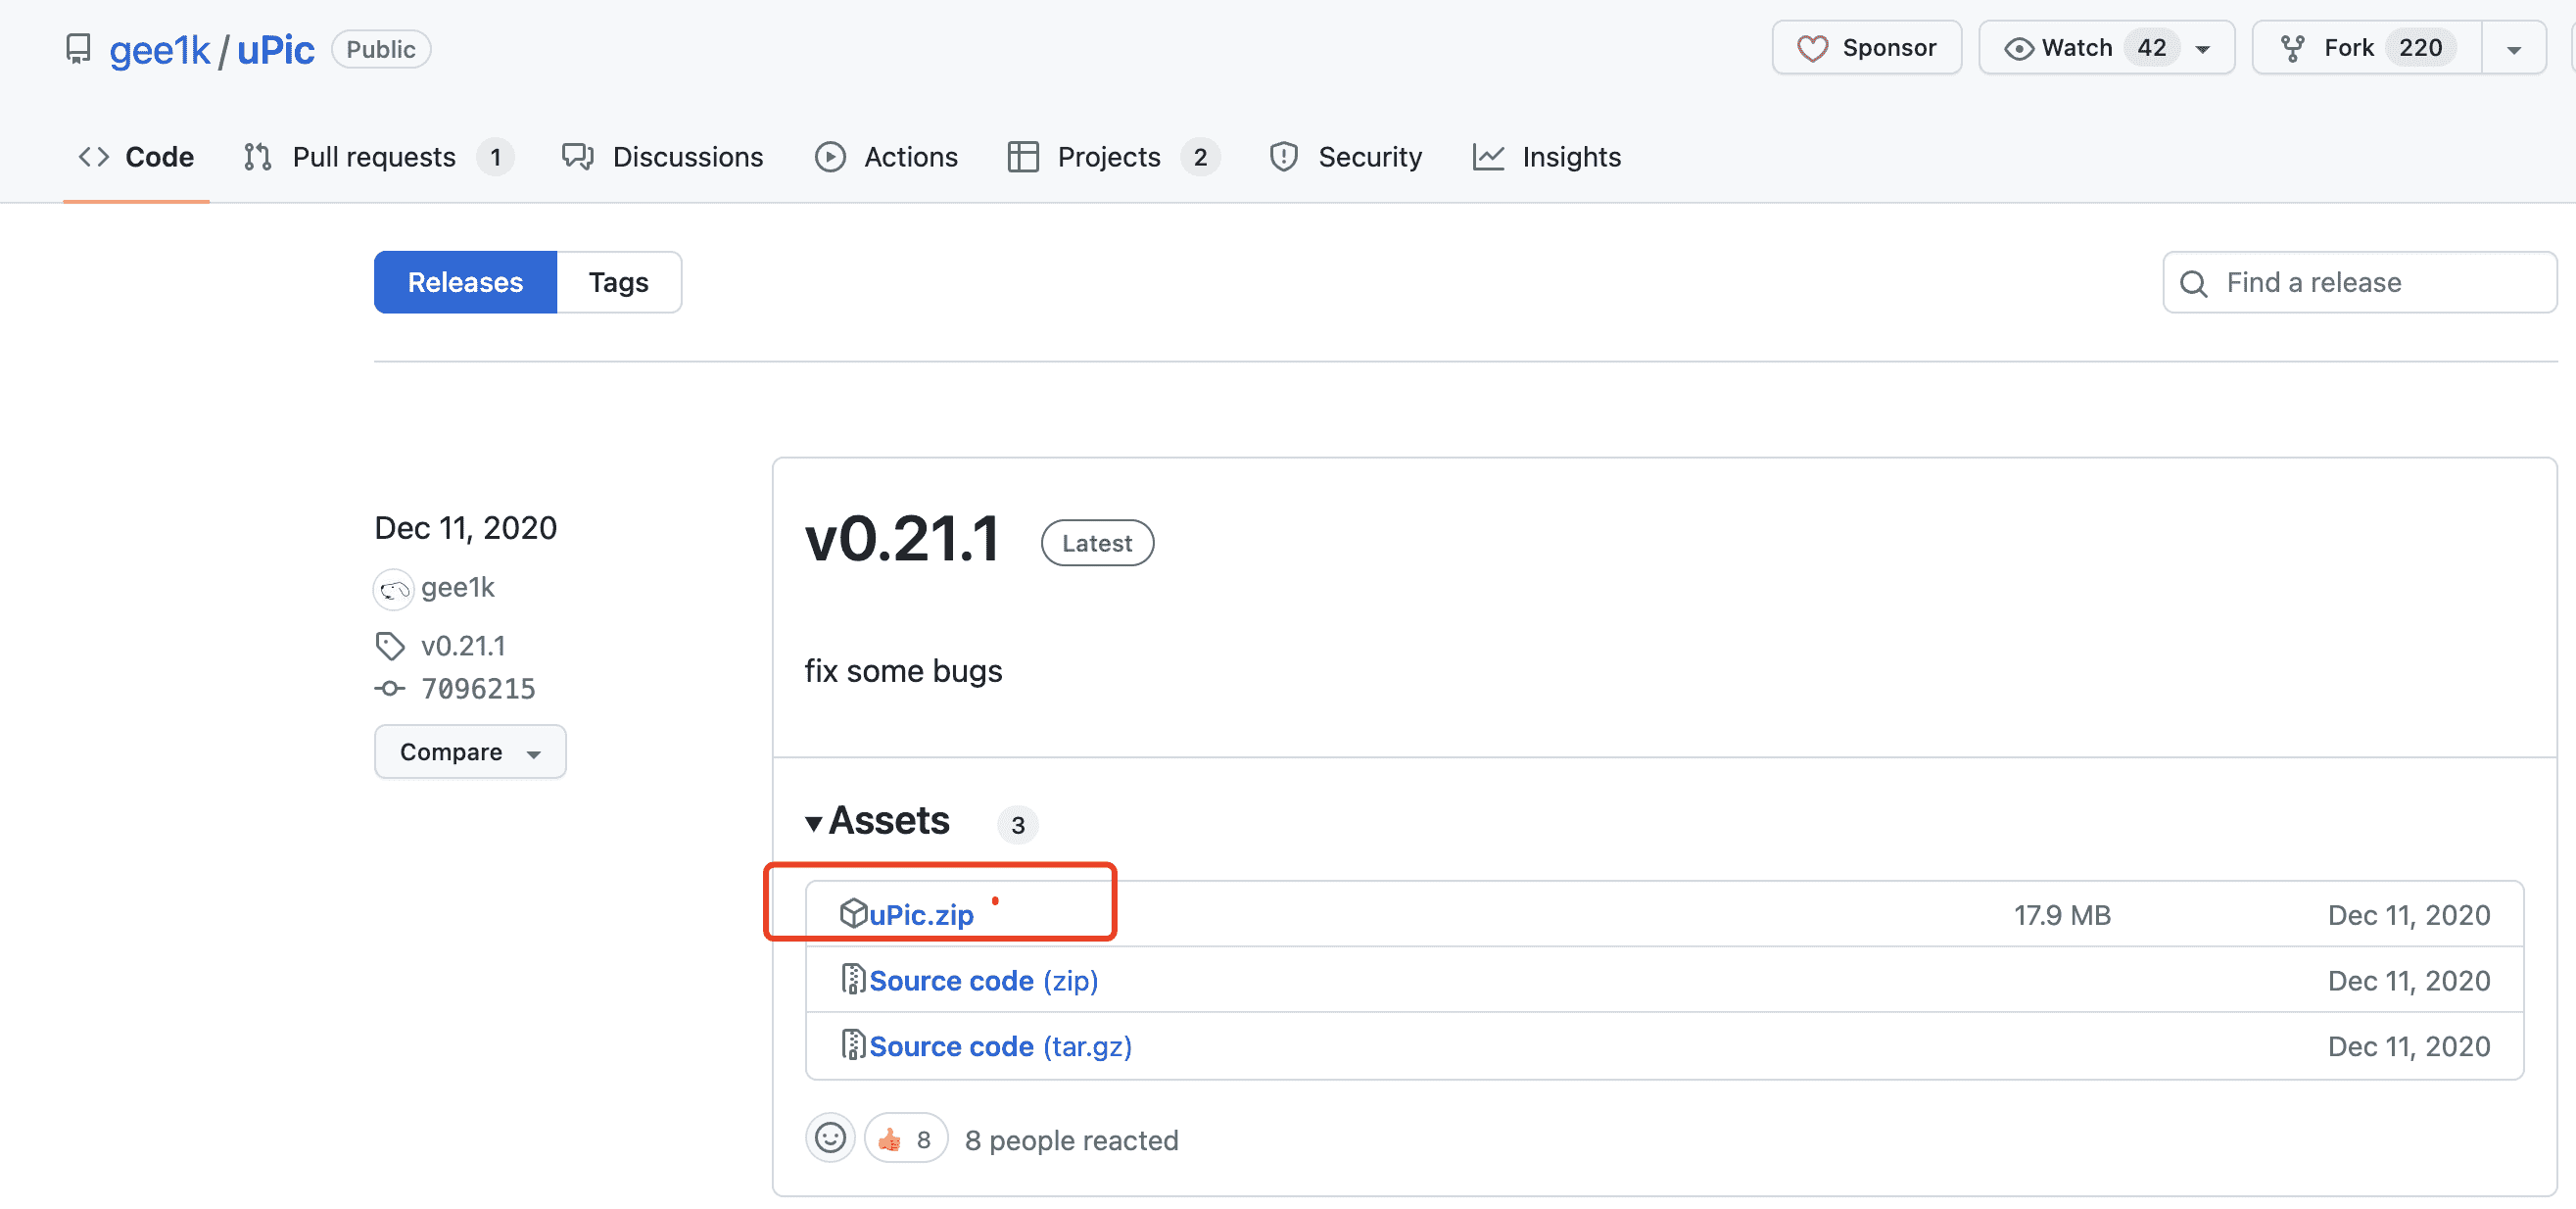 gee1k / uPic Public Sponsor Watch 42 Fork 220
Code Pull requests 1 Discussions Actions Projects 2 Security Insights
Releases Tags Find a release
Dec 11, 2020
gee1k
v0.21.1
7096215
Compare
v0.21.1 Latest
fix some bugs
Assets 3
uPic.zip 17.9 MB Dec 11, 2020
Source code (zip) Dec 11, 2020
Source code (tar.gz) Dec 11, 2020
8 8 people reacted